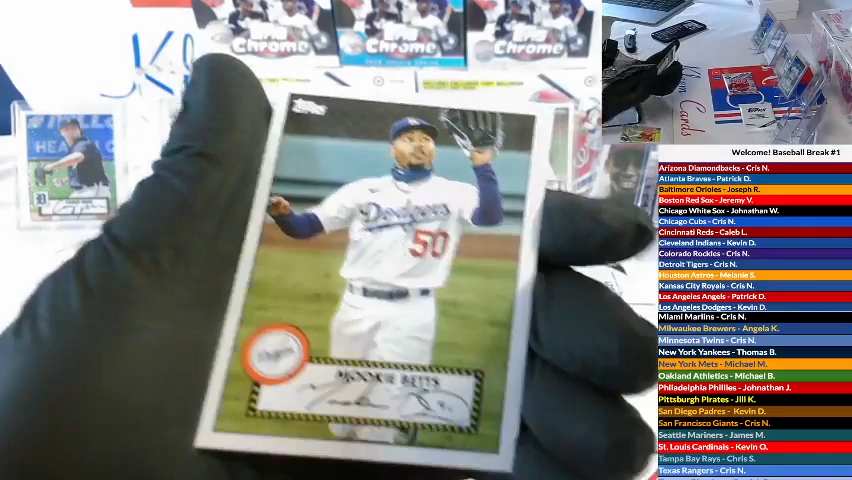 Chrome
Chrome
Chrome
topps
Dodgers
50
MOOKIE BETTS
Cards
Welcome! Baseball Break #1
Arizona Diamondbacks - Cris N.
Atlanta Braves - Patrick D.
Baltimore Orioles - Joseph R.
Boston Red Sox - Jeremy V.
Chicago White Sox - Johnathan W.
Chicago Cubs - Cris N.
Cincinnati Reds - Caleb L.
Cleveland Indians - Kevin D.
Colorado Rockies - Cris N.
Detroit Tigers - Cris N.
Houston Astros - Melanie S.
Kansas City Royals - Cris N.
Los Angeles Angels - Patrick D.
Los Angeles Dodgers - Kevin D.
Miami Marlins - Cris N.
Milwaukee Brewers - Angela K.
Minnesota Twins - Cris N.
New York Yankees - Thomas B.
New York Mets - Michael M.
Oakland Athletics - Michael B.
Philadelphia Phillies - Johnathan J.
Pittsburgh Pirates - Jill K.
San Diego Padres - Kevin D.
San Francisco Giants - Cris N.
Seattle Mariners - James M.
St. Louis Cardinals - Kevin O.
Tampa Bay Rays - Chris S.
Texas Rangers - Cris N.